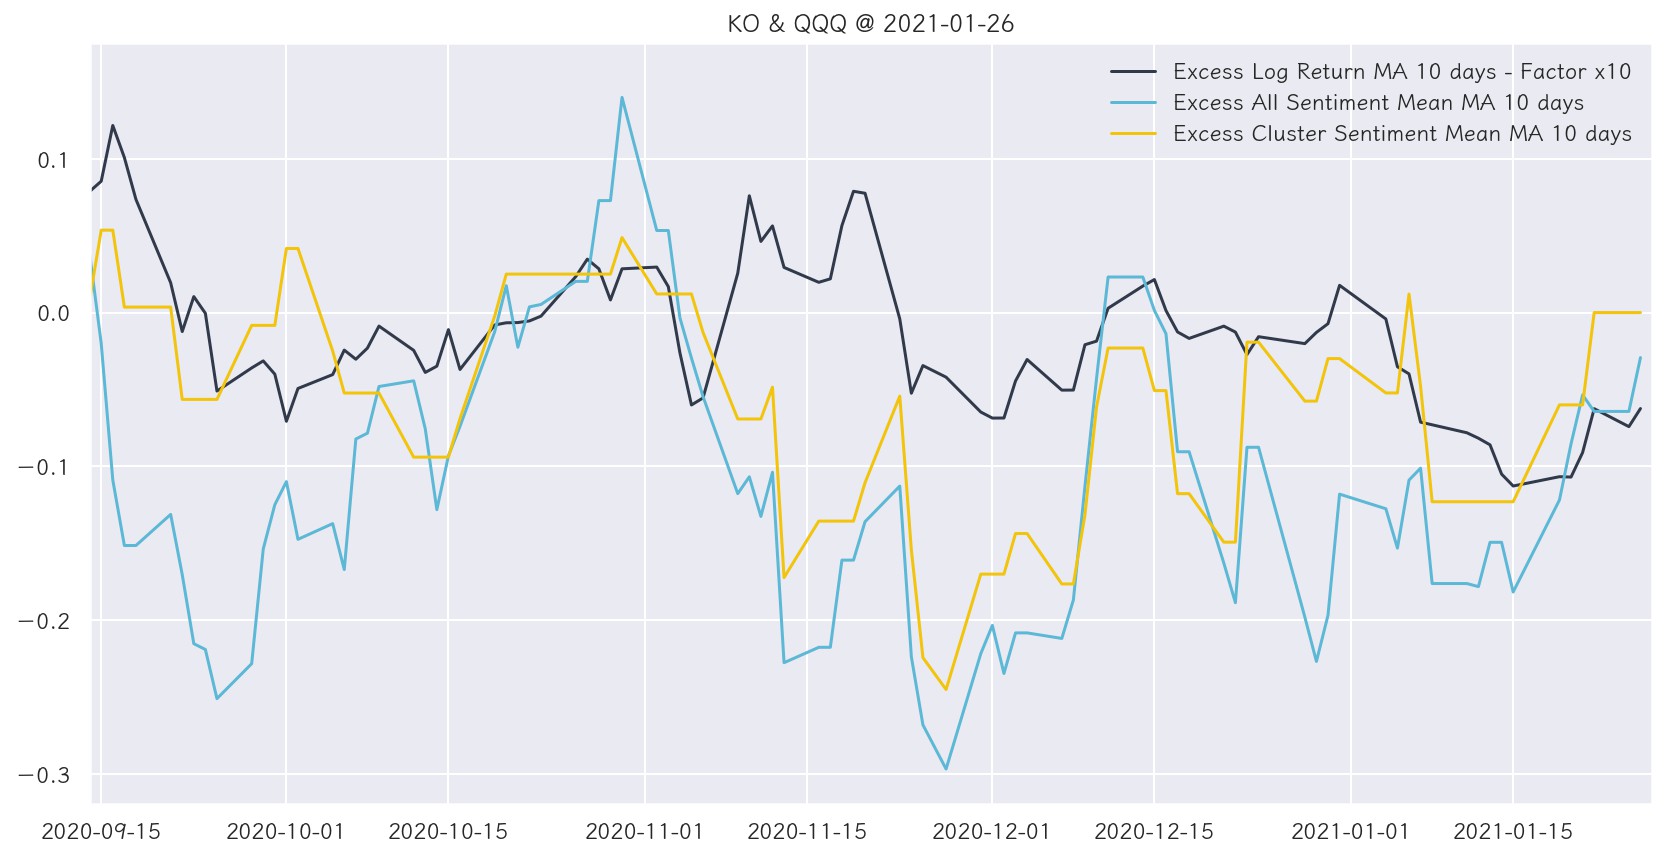 KO & QQQ @ 2021-01-26
Excess Log Return MA 10 days - Factor x10
Excess All Sentiment Mean MA 10 days
Excess Cluster Sentiment Mean MA 10 days
0.1
0.0
−0.1
−0.2
−0.3
2020-09-15 2020-10-01 2020-10-15 2020-11-01 2020-11-15 2020-12-01 2020-12-15 2021-01-01 2021-01-15